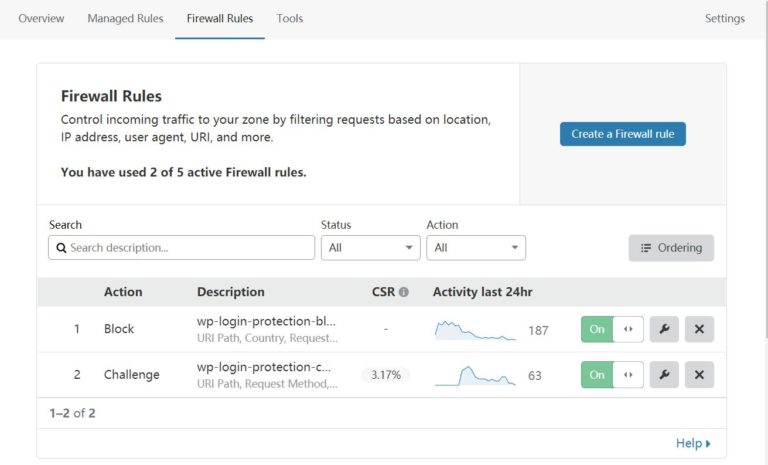 Overview Managed Rules Firewall Rules Tools Settings
Firewall Rules
Control incoming traffic to your zone by filtering requests based on location,
IP address, user agent, URI, and more.
Create a Firewall rule
You have used 2 of 5 active Firewall rules.
Search Status Action
Search description... All All Ordering
Action Description CSR Activity last 24hr
1 Block wp-login-protection-bl... - 187 On
URI Path, Country, Request...
2 Challenge wp-login-protection-c... 3.17% 63 On
URI Path, Request Method,...
1–2 of 2
Help